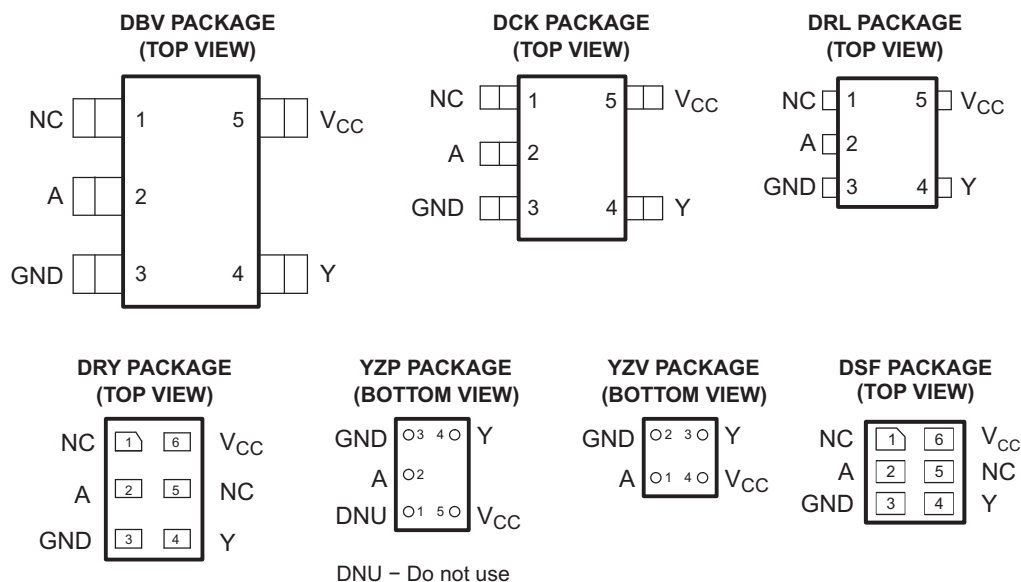 DBV PACKAGE
(TOP VIEW)
NC 1 5 VCC
A 2
GND 3 4 Y
DCK PACKAGE
(TOP VIEW)
NC 1 5 VCC
A 2
GND 3 4 Y
DRL PACKAGE
(TOP VIEW)
NC 1 5 VCC
A 2
GND 3 4 Y
DRY PACKAGE
(TOP VIEW)
NC 1 6 VCC
A 2 5 NC
GND 3 4 Y
YZP PACKAGE
(BOTTOM VIEW)
GND 3 4 Y
A 2
DNU 1 5 VCC
DNU − Do not use
YZV PACKAGE
(BOTTOM VIEW)
GND 2 3 Y
A 1 4 VCC
DSF PACKAGE
(TOP VIEW)
NC 1 6 VCC
A 2 5 NC
GND 3 4 Y